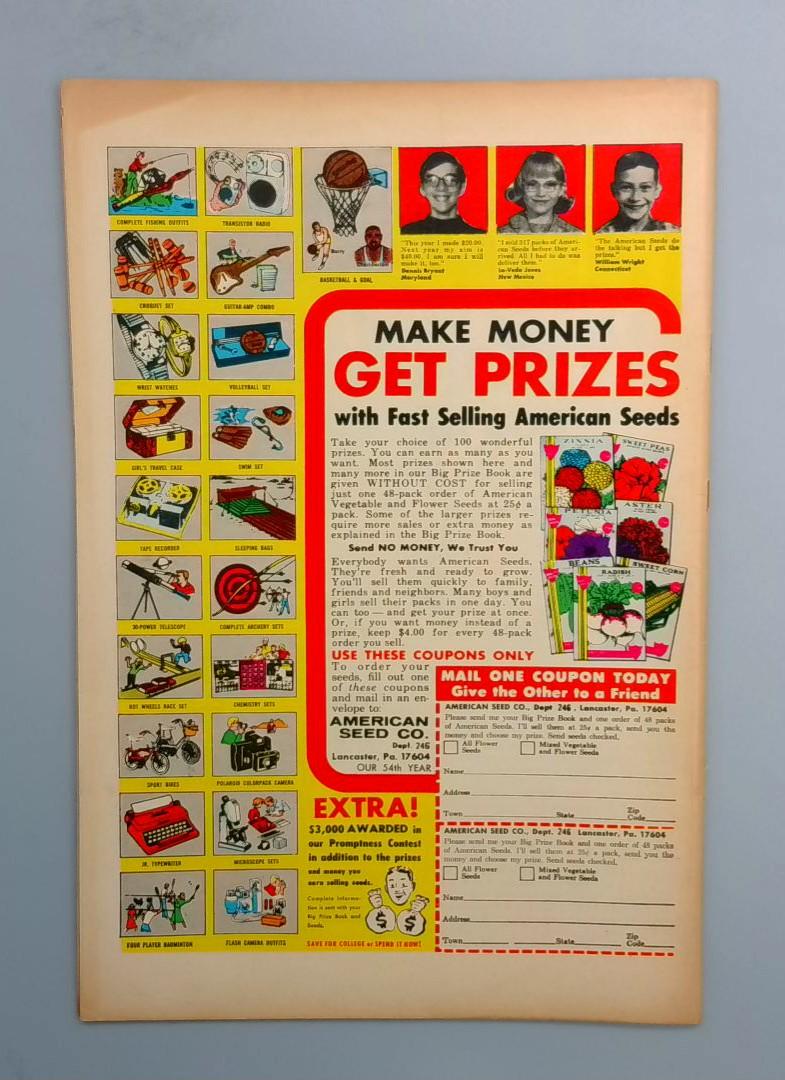 COMPLETE FISHING OUTFITS
TRANSISTOR RADIO
CROQUET SET
GUITAR-AMP COMBO
WRIST WATCHES
VOLLEYBALL SET
GIRL'S TRAVEL CASE
SWIM SET
TAPE RECORDER
SLEEPING BAGS
30-POWER TELESCOPE
COMPLETE ARCHERY SETS
HOT WHEELS RACE SET
CHEMISTRY SETS
SPORT BIKES
POLAROID COLORPACK CAMERA
JR. TYPEWRITER
MICROSCOPE SETS
FOUR PLAYER BADMINTON
FLASH CAMERA OUTFITS
Barry
Chamberlain
BASKETBALL & GOAL
"This year I made $20.00.
Next year my aim is
$40.00. I am sure I will
make it, too."
Dennis Bryant
Maryland
"I sold 317 packs of Ameri-
can Seeds before they ar-
rived. All I had to do was
deliver them."
La-Veda Jones
New Mexico
"The American Seeds do
the talking but I get the
prizes."
William Wright
Connecticut
MAKE MONEY
GET PRIZES
with Fast Selling American Seeds
Take your choice of 100 wonderful
prizes. You can earn as many as you
want. Most prizes shown here and
many more in our Big Prize Book are
given WITHOUT COST for selling
just one 48-pack order of American
Vegetable and Flower Seeds at 25¢ a
pack. Some of the larger prizes re-
quire more sales or extra money as
explained in the Big Prize Book.
Send NO MONEY, We Trust You
Everybody wants American Seeds.
They're fresh and ready to grow.
You'll sell them quickly to family,
friends and neighbors. Many boys and
girls sell their packs in one day. You
can too — and get your prize at once.
Or, if you want money instead of a
prize, keep $4.00 for every 48-pack
order you sell.
ZINNIA
SWEET PEAS
PETUNIA
ASTER
BEANS
RADISH
SWEET CORN
USE THESE COUPONS ONLY
To order your
seeds, fill out one
of these coupons
and mail in an en-
velope to:
AMERICAN
SEED CO.
Dept. 246
Lancaster, Pa. 17604
OUR 54th YEAR
MAIL ONE COUPON TODAY
Give the Other to a Friend
AMERICAN SEED CO., Dept 246 , Lancaster, Pa. 17604
Please send me your Big Prize Book and one order of 48 packs
of American Seeds. I'll sell them at 25¢ a pack, send you the
money and choose my prize. Send seeds checked.
All Flower
Seeds
Mixed Vegetable
and Flower Seeds
Name
Address
Town State Zip Code
AMERICAN SEED CO., Dept. 246 Lancaster, Pa. 17604
Please send me your Big Prize Book and one order of 48 packs
of American Seeds. I'll sell them at 25¢ a pack, send you the
money and choose my prize. Send seeds checked.
All Flower
Seeds
Mixed Vegetable
and Flower Seeds
Name
Address
Town State Zip Code
EXTRA!
$3,000 AWARDED in
our Promptness Contest
in addition to the prizes
and money you
earn selling seeds.
Complete informa-
tion is sent with your
Big Prize Book and
Seeds.
$ $
SAVE FOR COLLEGE or SPEND IT NOW!